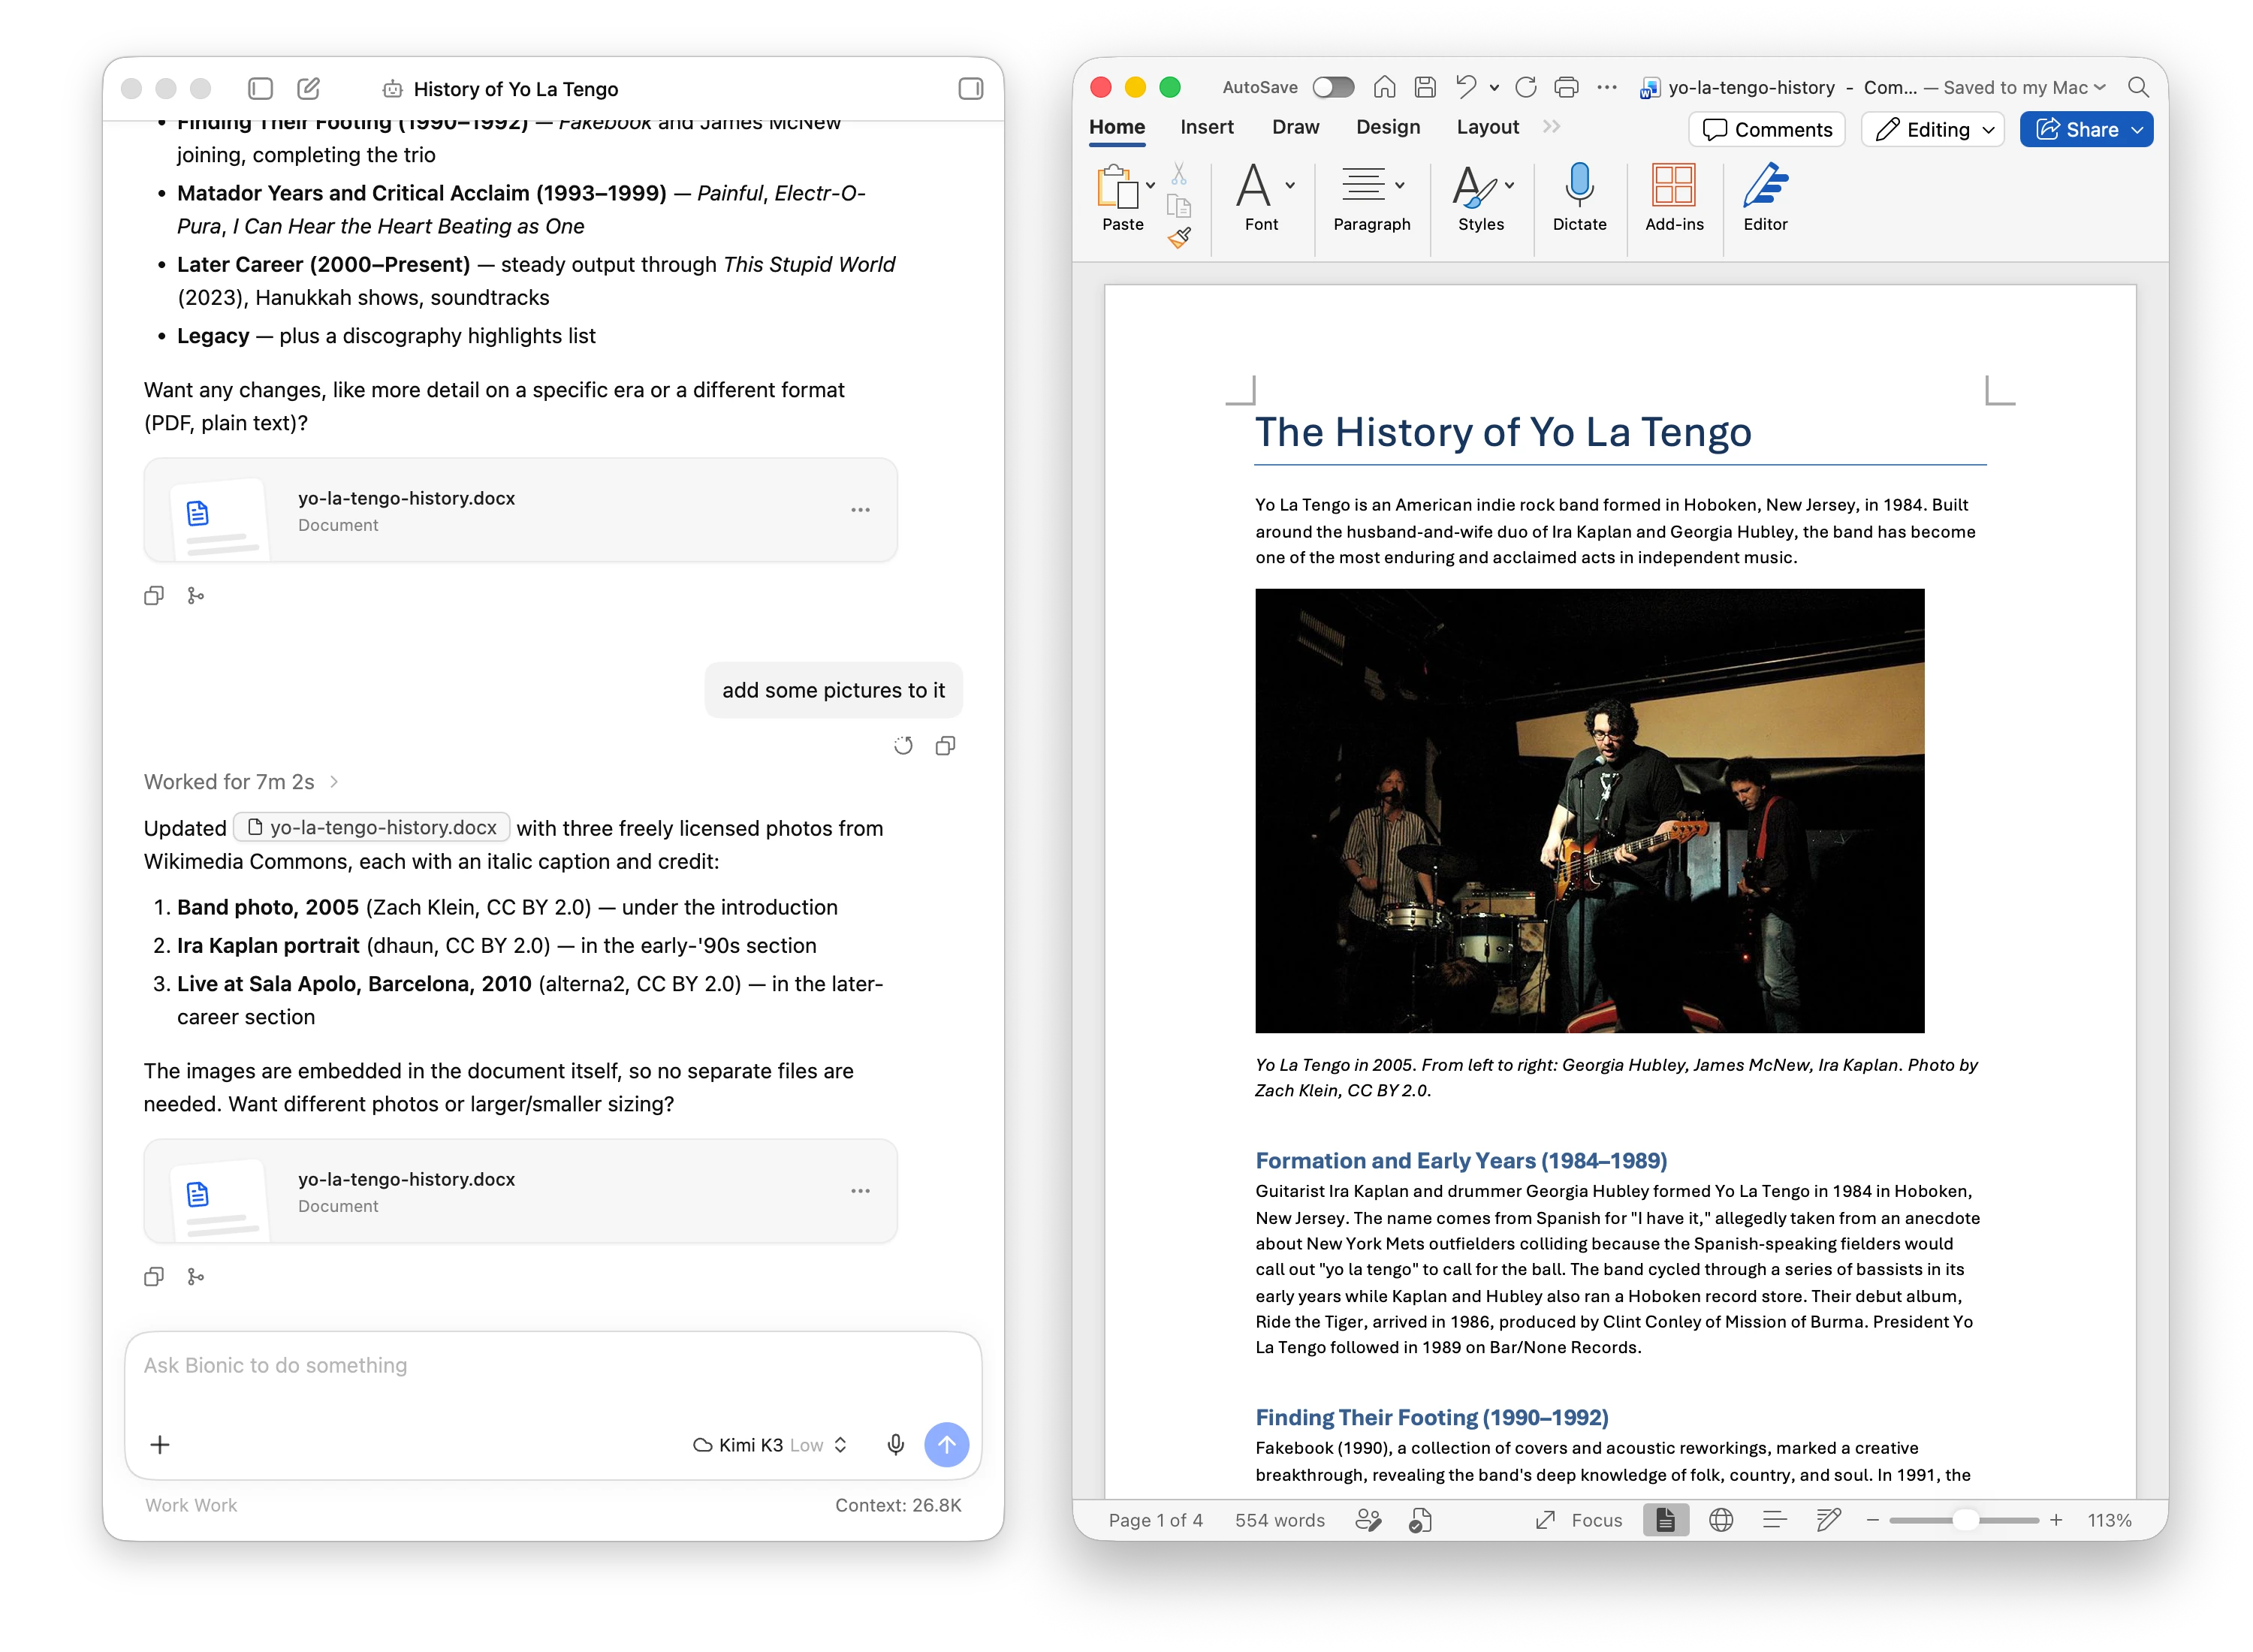 History of Yo La Tengo
• Finding Their Footing (1990–1992) — Fakebook and James McNew
joining, completing the trio
• Matador Years and Critical Acclaim (1993–1999) — Painful, Electr-O-
Pura, I Can Hear the Heart Beating as One
• Later Career (2000–Present) — steady output through This Stupid World
(2023), Hanukkah shows, soundtracks
• Legacy — plus a discography highlights list
Want any changes, like more detail on a specific era or a different format
(PDF, plain text)?
yo-la-tengo-history.docx
Document
add some pictures to it
Worked for 7m 2s
Updated yo-la-tengo-history.docx with three freely licensed photos from
Wikimedia Commons, each with an italic caption and credit:
1. Band photo, 2005 (Zach Klein, CC BY 2.0) — under the introduction
2. Ira Kaplan portrait (dhaun, CC BY 2.0) — in the early-'90s section
3. Live at Sala Apolo, Barcelona, 2010 (alterna2, CC BY 2.0) — in the later-
career section
The images are embedded in the document itself, so no separate files are
needed. Want different photos or larger/smaller sizing?
yo-la-tengo-history.docx
Document
Ask Bionic to do something
Kimi K3 Low
Work Work
Context: 26.8K
AutoSave
yo-la-tengo-history - Com... — Saved to my Mac
Home Insert Draw Design Layout
Comments Editing Share
Paste Font Paragraph Styles Dictate Add-ins Editor
The History of Yo La Tengo
Yo La Tengo is an American indie rock band formed in Hoboken, New Jersey, in 1984. Built
around the husband-and-wife duo of Ira Kaplan and Georgia Hubley, the band has become
one of the most enduring and acclaimed acts in independent music.
Yo La Tengo in 2005. From left to right: Georgia Hubley, James McNew, Ira Kaplan. Photo by
Zach Klein, CC BY 2.0.
Formation and Early Years (1984–1989)
Guitarist Ira Kaplan and drummer Georgia Hubley formed Yo La Tengo in 1984 in Hoboken,
New Jersey. The name comes from Spanish for "I have it," allegedly taken from an anecdote
about New York Mets outfielders colliding because the Spanish-speaking fielders would
call out "yo la tengo" to call for the ball. The band cycled through a series of bassists in its
early years while Kaplan and Hubley also ran a Hoboken record store. Their debut album,
Ride the Tiger, arrived in 1986, produced by Clint Conley of Mission of Burma. President Yo
La Tengo followed in 1989 on Bar/None Records.
Finding Their Footing (1990–1992)
Fakebook (1990), a collection of covers and acoustic reworkings, marked a creative
breakthrough, revealing the band's deep knowledge of folk, country, and soul. In 1991, the
Page 1 of 4
554 words
Focus
113%